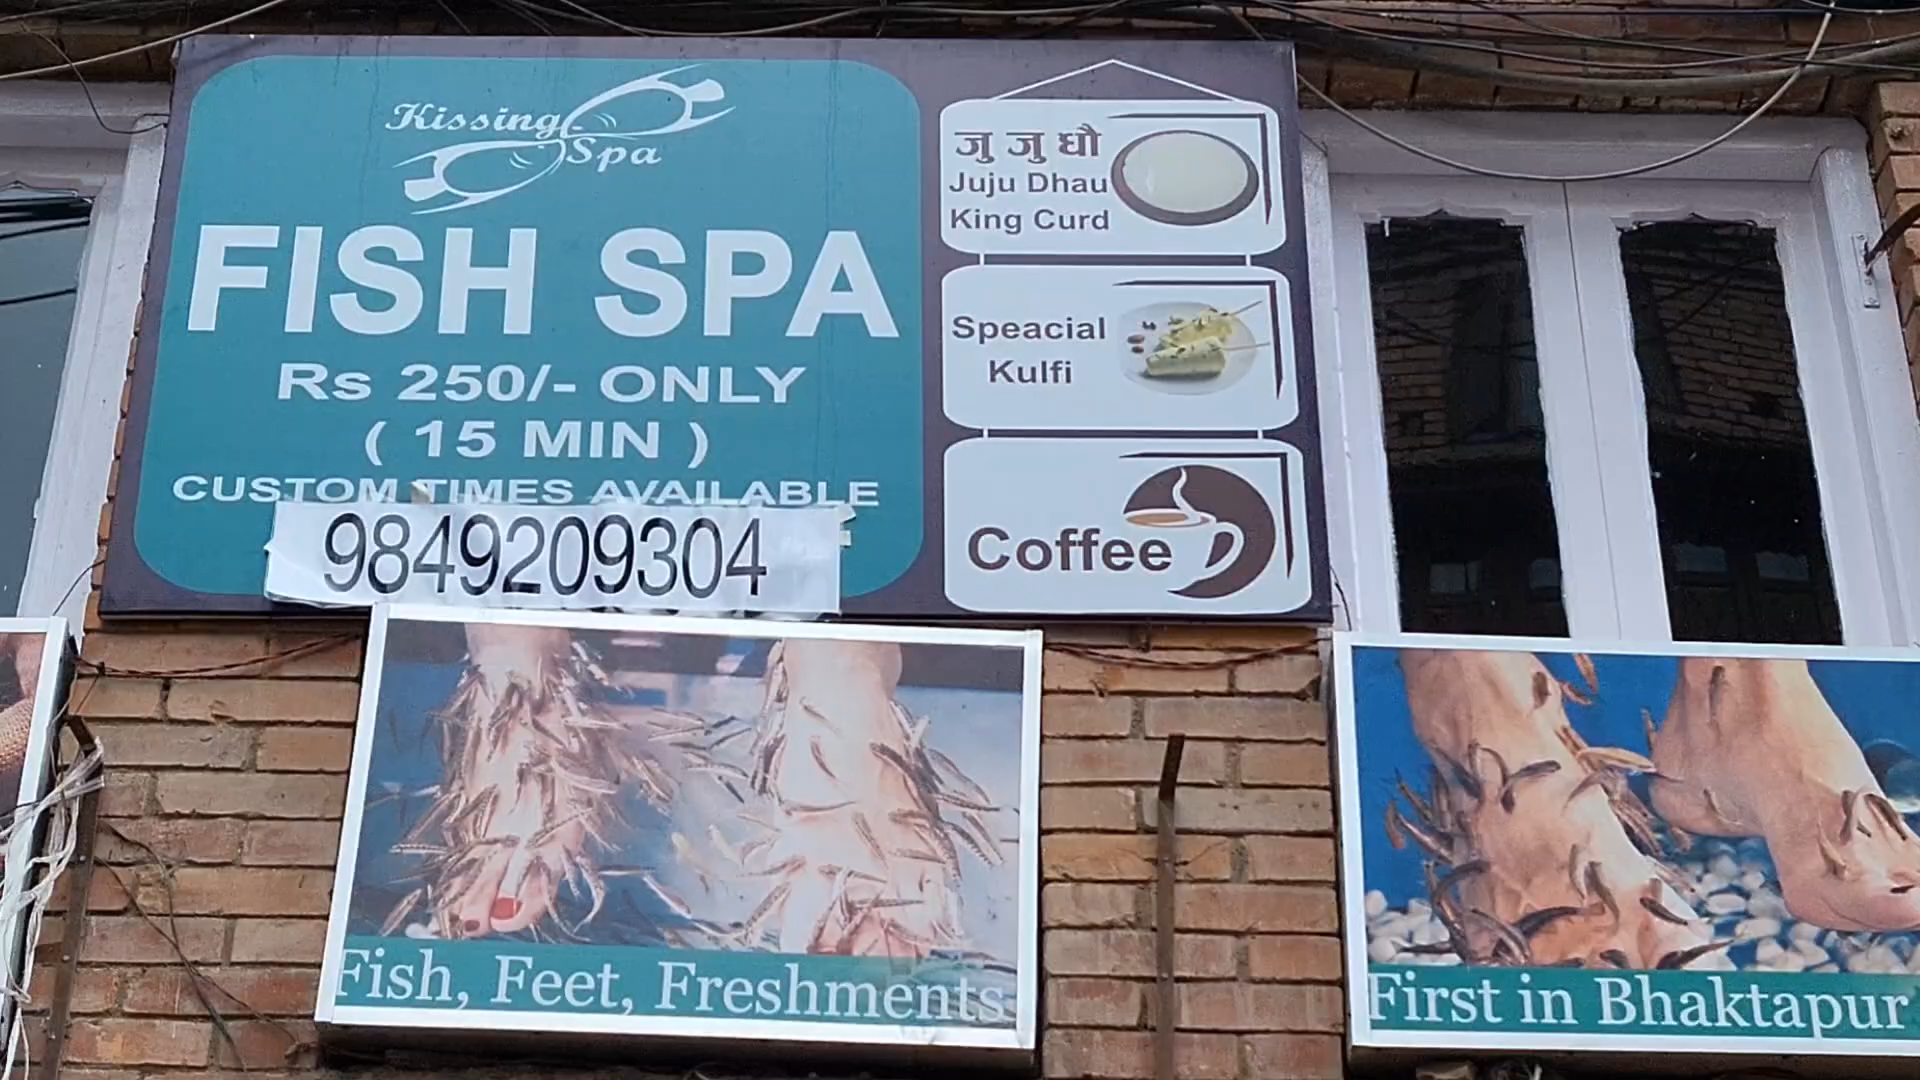 Kissing
Spa
FISH SPA
Rs 250/- ONLY
( 15 MIN )
CUSTOM TIMES AVAILABLE
9849209304
जु जु धौ
Juju Dhau
King Curd
Speacial
Kulfi
Coffee
Fish, Feet, Freshments
First in Bhaktapur